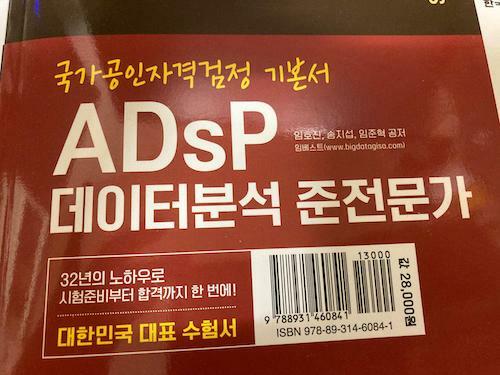 국가공인자격검정 기본서
ADsP
임호진, 송지섭, 임준혁 공저
임베스트(www.bigdatagisa.com)
데이터분석 준전문가
32년의 노하우로
시험준비부터 합격까지 한 번에!
대한민국 대표 수험서
13000
9 788931 460841
ISBN 978-89-314-6084-1
값 28,000원